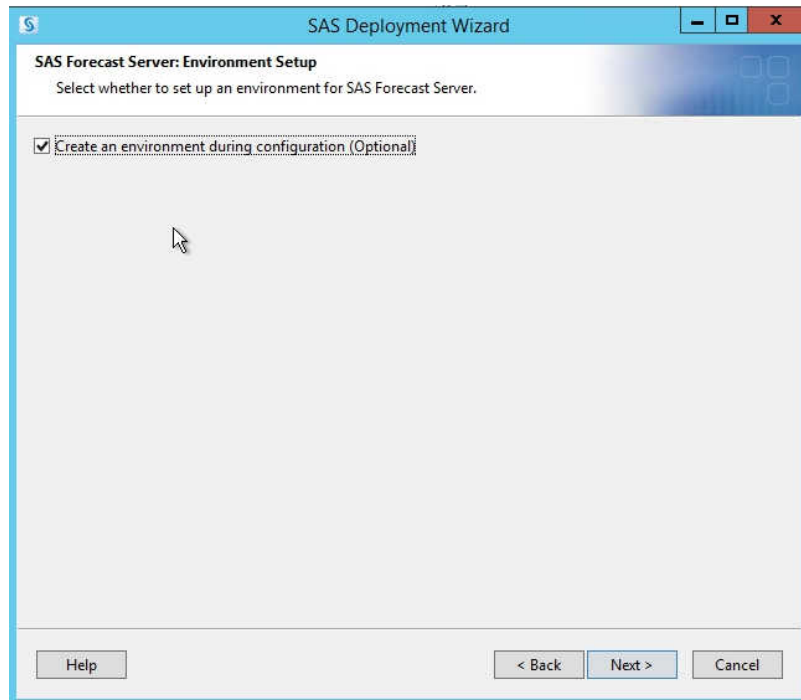 SAS Deployment Wizard
SAS Forecast Server: Environment Setup
Select whether to set up an environment for SAS Forecast Server.
Create an environment during configuration (Optional)
Help
< Back
Next >
Cancel